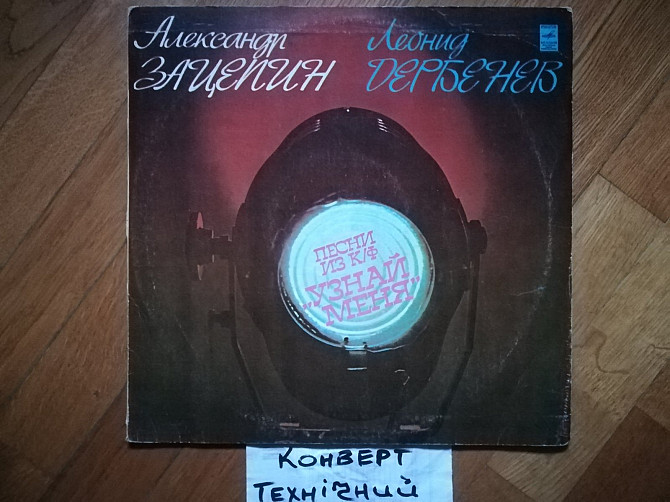 Александр
ЗАЦЕПИН
Леонид
ДЕРБЕНЕВ
ПЕСНИ
ИЗ К/Ф
"УЗНАЙ
МЕНЯ"
КОНВЕРТ
ТЕХНІЧНИЙ